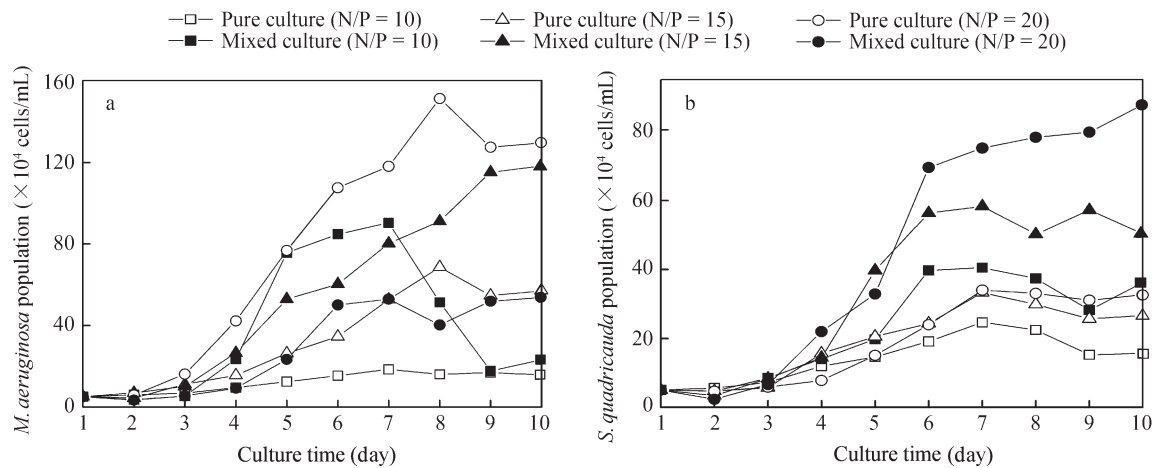 Pure culture (N/P = 10)
Pure culture (N/P = 15)
Pure culture (N/P = 20)
Mixed culture (N/P = 10)
Mixed culture (N/P = 15)
Mixed culture (N/P = 20)
a
M. aeruginosa population (×10⁴ cells/mL)
160
120
80
40
0
1 2 3 4 5 6 7 8 9 10
Culture time (day)
b
S. quadricauda population (×10⁴ cells/mL)
80
60
40
20
0
1 2 3 4 5 6 7 8 9 10
Culture time (day)